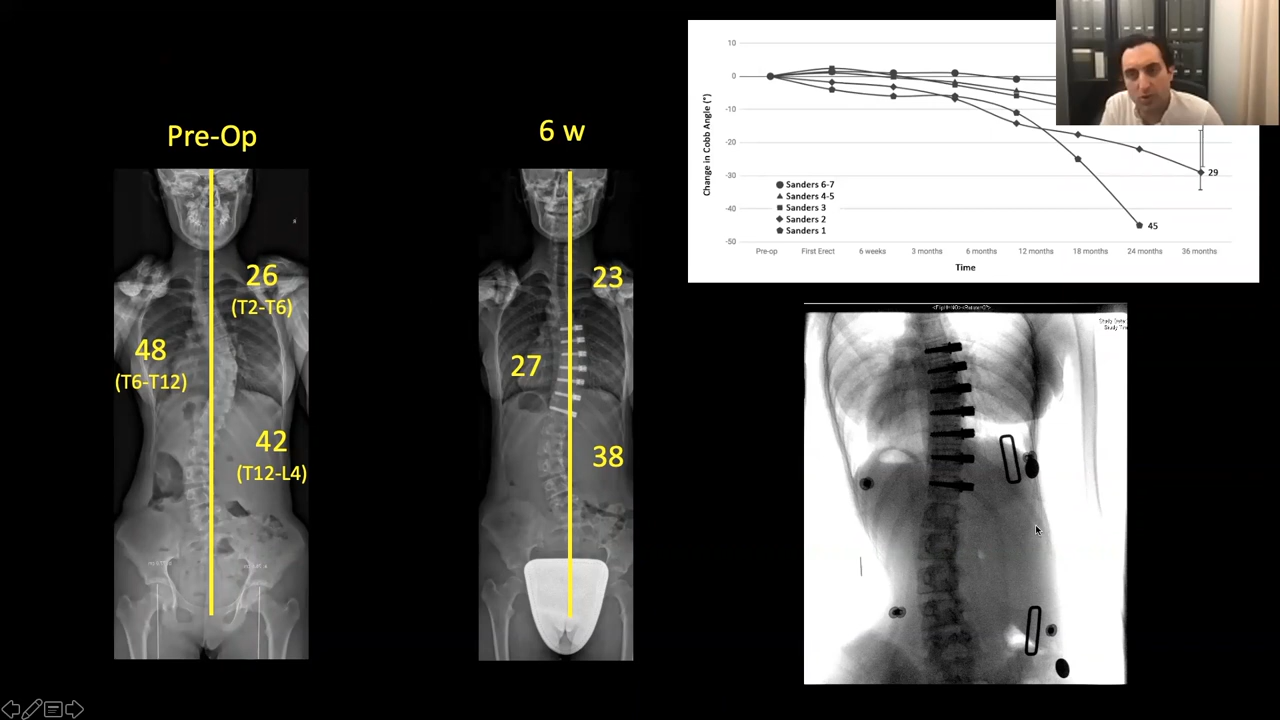 Pre-Op
26
(T2-T6)
48
(T6-T12)
42
(T12-L4)
6 w
23
27
38
10
0
-10
-20
-30
-40
-50
Change in Cobb Angle (°)
Sanders 6-7
Sanders 4-5
Sanders 3
Sanders 2
Sanders 1
29
45
Pre-op
First Erect
6 weeks
3 months
6 months
12 months
18 months
24 months
36 months
Time